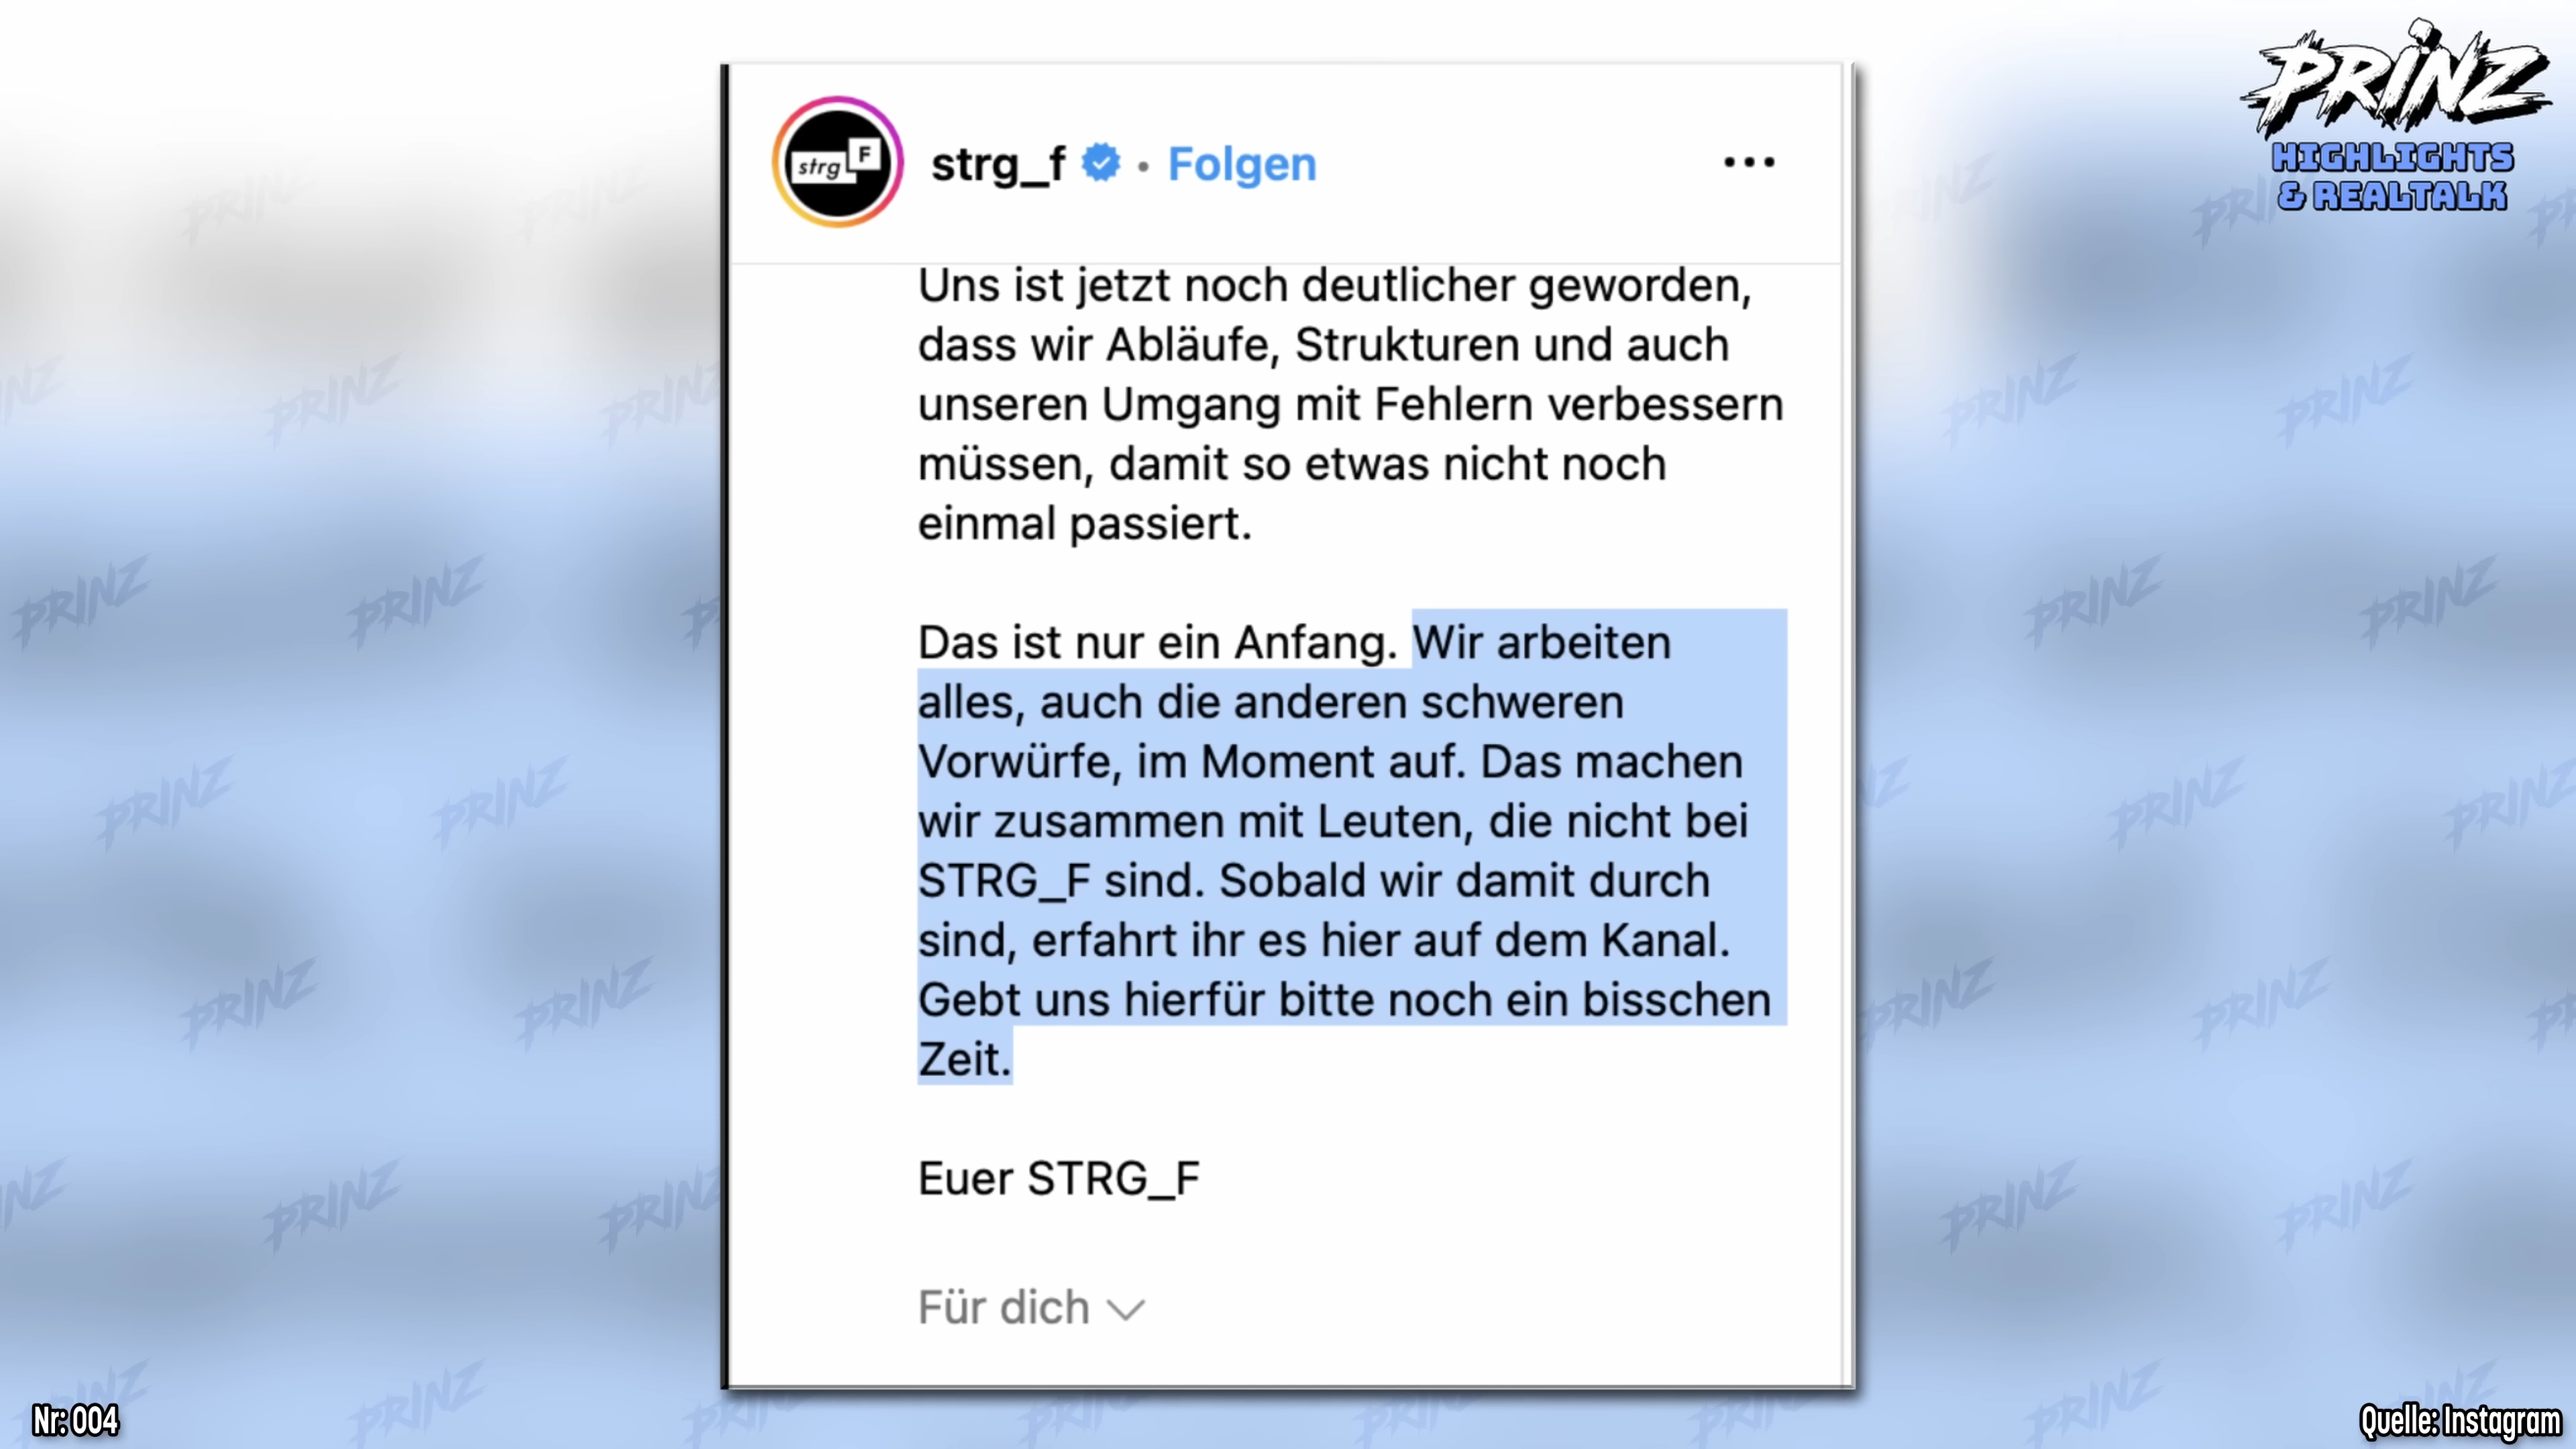 PRINZ
HIGHLIGHTS
& REALTALK
strg F
strg_f • Folgen
Uns ist jetzt noch deutlicher geworden,
dass wir Abläufe, Strukturen und auch
unseren Umgang mit Fehlern verbessern
müssen, damit so etwas nicht noch
einmal passiert.
Das ist nur ein Anfang. Wir arbeiten
alles, auch die anderen schweren
Vorwürfe, im Moment auf. Das machen
wir zusammen mit Leuten, die nicht bei
STRG_F sind. Sobald wir damit durch
sind, erfahrt ihr es hier auf dem Kanal.
Gebt uns hierfür bitte noch ein bisschen
Zeit.
Euer STRG_F
Für dich
Nr: 004
Quelle: Instagram